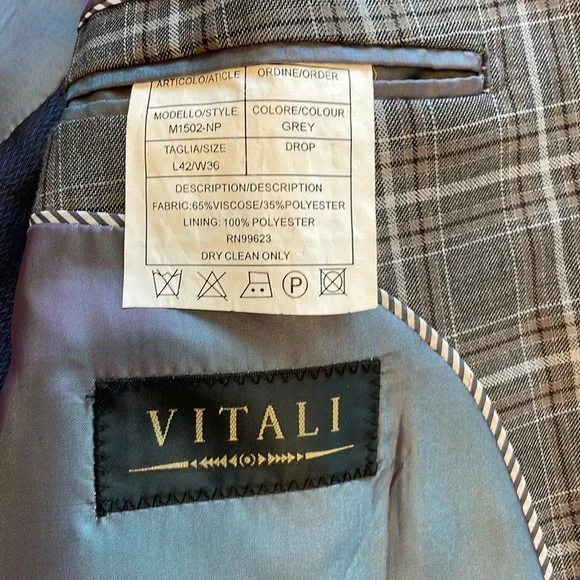 ARTICOLO/ATICLE ORDINE/ORDER
MODELLO/STYLE COLORE/COLOUR
M1502-NP GREY
TAGLIA/SIZE DROP
L42/W36
DESCRIPTION/DESCRIPTION
FABRIC:65%VISCOSE/35%POLYESTER
LINING: 100% POLYESTER
RN99623
DRY CLEAN ONLY
P
VITALI